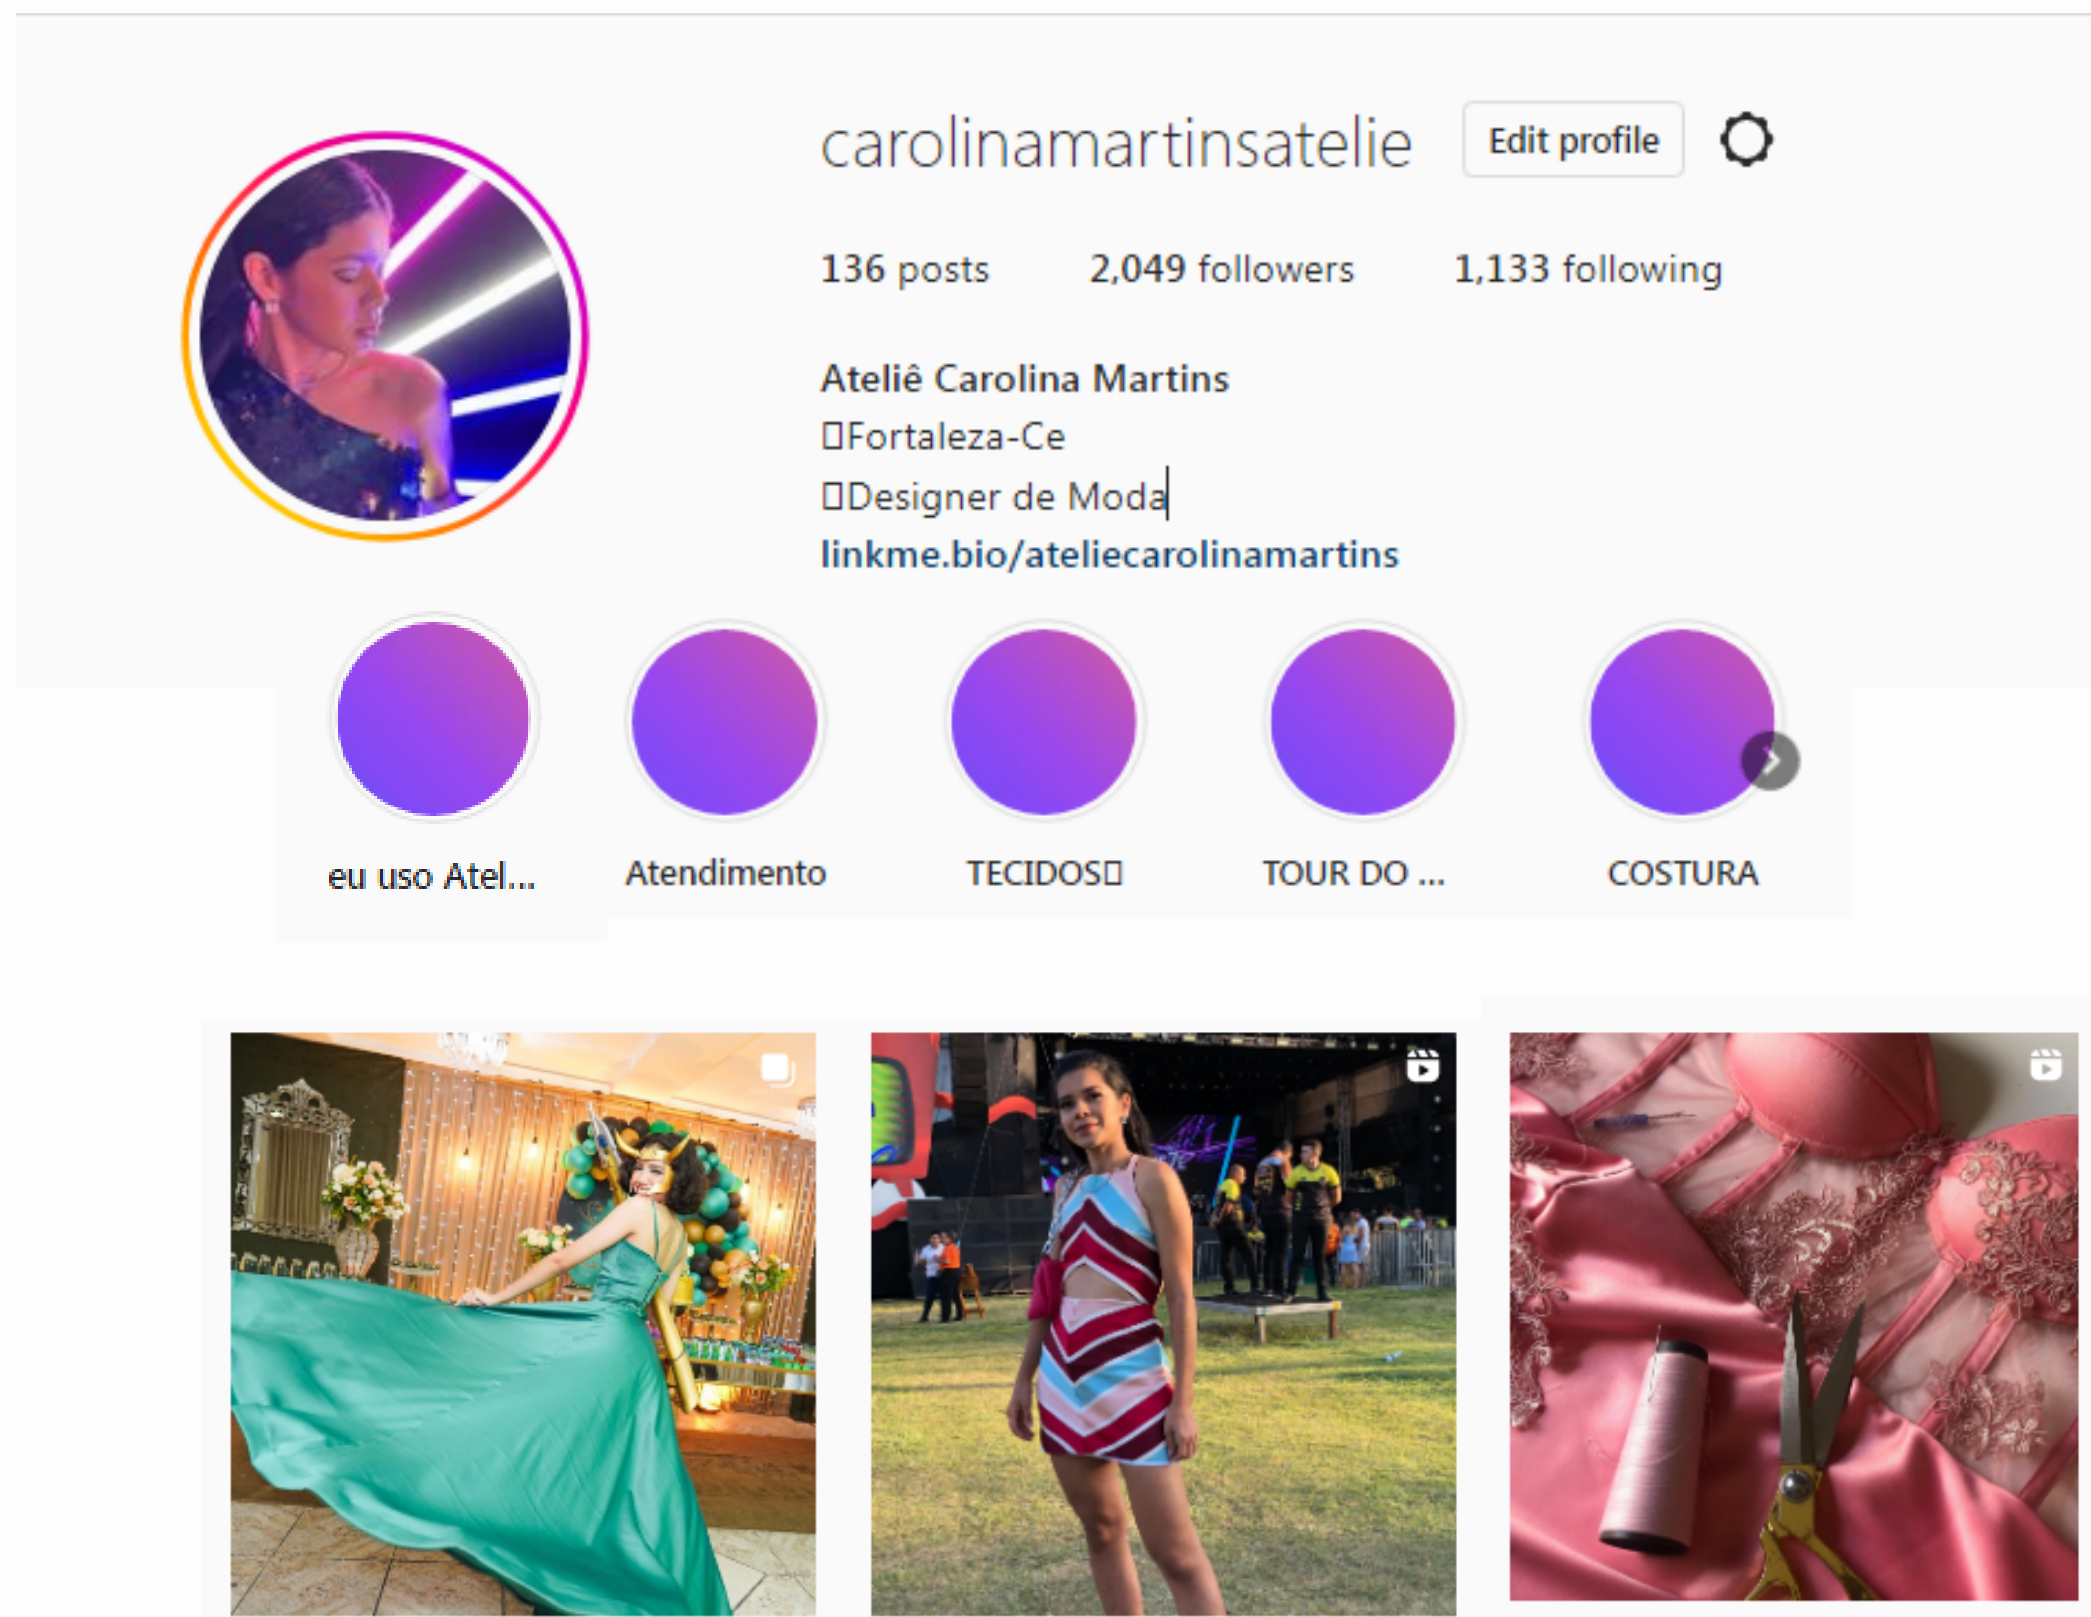 carolinamartinsatelie Edit profile
136 posts 2,049 followers 1,133 following
Ateliê Carolina Martins
▯Fortaleza-Ce
▯Designer de Moda
linkme.bio/ateliecarolinamartins
eu uso Atel... Atendimento TECIDOS▯ TOUR DO ... COSTURA